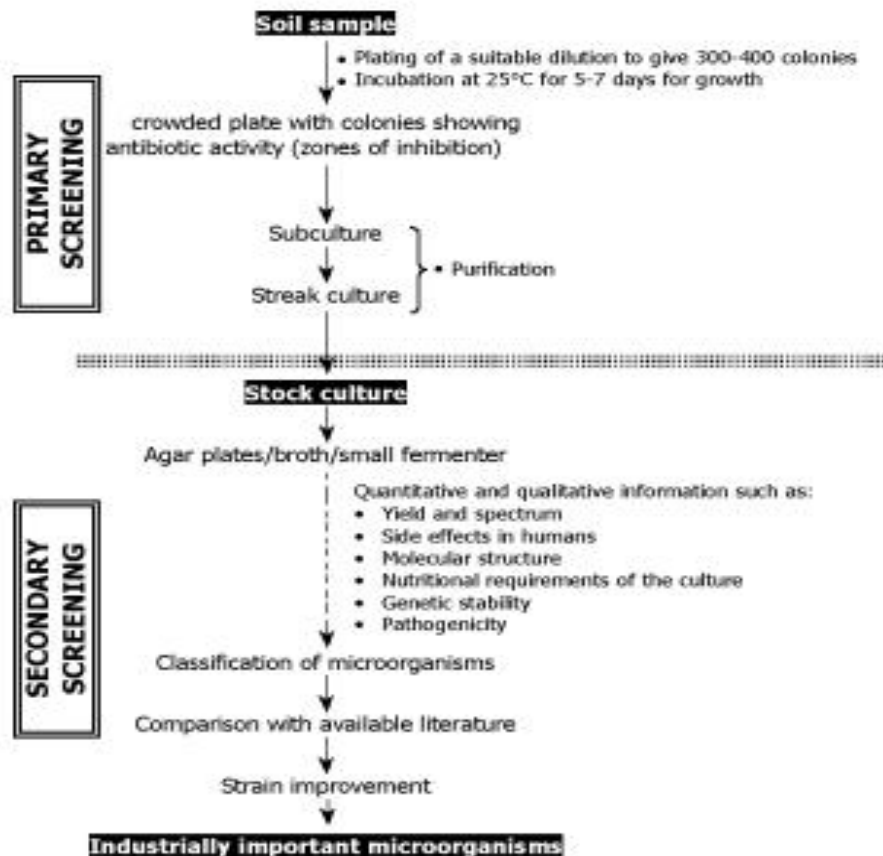 Soil sample
• Plating of a suitable dilution to give 300-400 colonies
• Incubation at 25°C for 5-7 days for growth
PRIMARY
SCREENING
crowded plate with colonies showing
antibiotic activity (zones of inhibition)
Subculture
• Purification
Streak culture
Stock culture
Agar plates/broth/small fermenter
SECONDARY
SCREENING
Quantitative and qualitative information such as:
• Yield and spectrum
• Side effects in humans
• Molecular structure
• Nutritional requirements of the culture
• Genetic stability
• Pathogenicity
Classification of microorganisms
Comparison with available literature
Strain improvement
Industrially important microorganisms